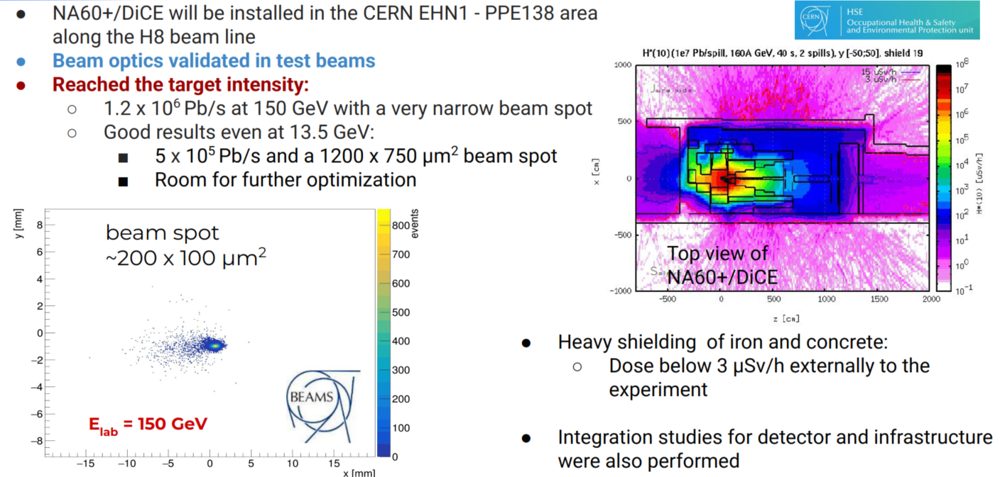 ● NA60+/DiCE will be installed in the CERN EHN1 - PPE138 area
along the H8 beam line
● Beam optics validated in test beams
● Reached the target intensity:
○ 1.2 x 10⁶ Pb/s at 150 GeV with a very narrow beam spot
○ Good results even at 13.5 GeV:
■ 5 x 10⁵ Pb/s and a 1200 x 750 μm² beam spot
■ Room for further optimization
CERN
HSE
Occupational Health & Safety
and Environmental Protection unit
H*(10) (1e7 Pb/spill, 160A GeV, 40 s, 2 spills), y [-50:50], shield 19
15 uSv/h
3 uSv/h
Jura side
1000
500
0
−500
−1000
x [cm]
−500 0 500 1000 1500 2000
z [cm]
10⁸
10⁷
10⁶
10⁵
10⁴
10³
10²
10¹
10⁰
10⁻¹
H*(10) [uSv/h]
Top view of
NA60+/DiCE
y [mm]
8
6
4
2
0
−2
−4
−6
−8
beam spot
~200 x 100 μm²
BEAMS
E_lab = 150 GeV
−15 −10 −5 0 5 10 15
x [mm]
events
800
700
600
500
400
300
200
100
0
● Heavy shielding of iron and concrete:
○ Dose below 3 μSv/h externally to the
experiment
● Integration studies for detector and infrastructure
were also performed